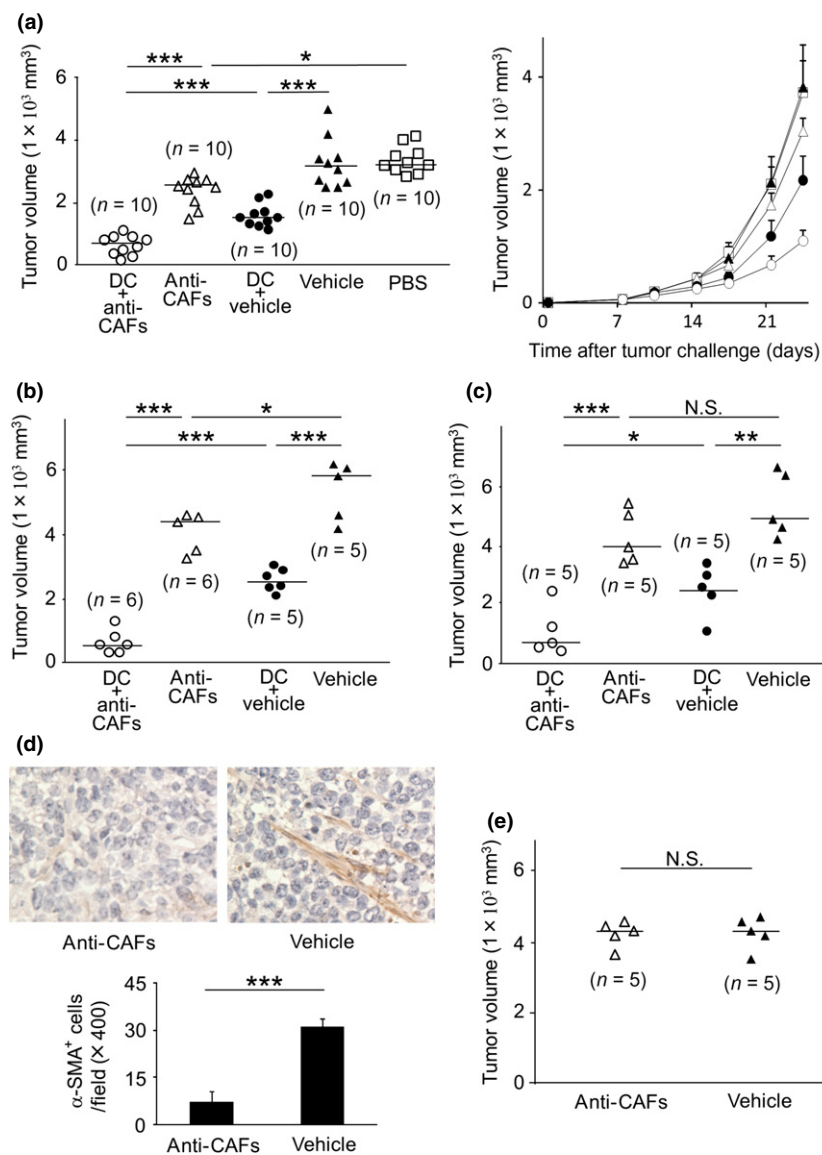 (a)
*** *
*** ***
Tumor volume (1 × 10³ mm³)
6
4
2
0
(n = 10)
(n = 10)
(n = 10)
(n = 10)
(n = 10)
DC
+
anti-
CAFs
Anti-
CAFs
DC
+
vehicle
Vehicle
PBS
Tumor volume (1 × 10³ mm³)
4
2
0
0 7 14 21
Time after tumor challenge (days)
(b)
*** *
*** ***
Tumor volume (1 × 10³ mm³)
6
4
2
0
(n = 6)
(n = 6)
(n = 5)
(n = 5)
DC
+
anti-
CAFs
Anti-
CAFs
DC
+
vehicle
Vehicle
(c)
*** N.S.
* **
Tumor volume (1 × 10³ mm³)
6
4
2
0
(n = 5)
(n = 5)
(n = 5)
(n = 5)
DC
+
anti-
CAFs
Anti-
CAFs
DC
+
vehicle
Vehicle
(d)
Anti-CAFs Vehicle
α-SMA⁺ cells
/field (× 400)
45
30
15
0
***
Anti-CAFs Vehicle
(e)
N.S.
Tumor volume (1 × 10³ mm³)
6
4
2
0
(n = 5) (n = 5)
Anti-CAFs Vehicle